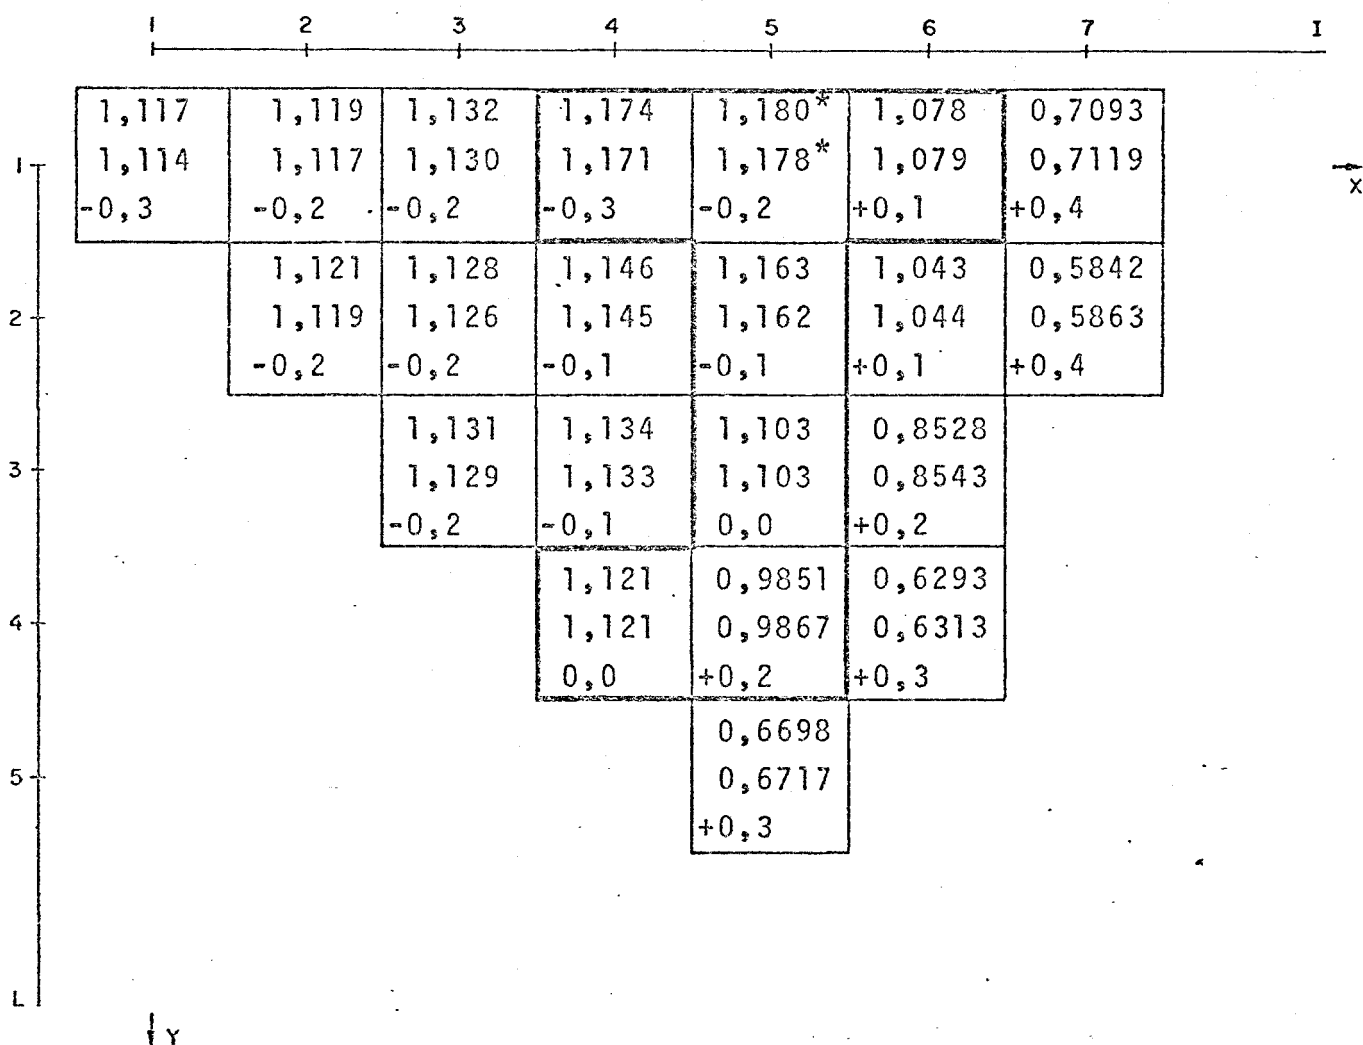 1 2 3 4 5 6 7 I
1,117 1,119 1,132 1,174 1,180* 1,078 0,7093
1 1,114 1,117 1,130 1,171 1,178* 1,079 0,7119 X
-0,3 -0,2 -0,2 -0,3 -0,2 +0,1 +0,4
1,121 1,128 1,146 1,163 1,043 0,5842
2 1,119 1,126 1,145 1,162 1,044 0,5863
-0,2 -0,2 -0,1 -0,1 +0,1 +0,4
1,131 1,134 1,103 0,8528
3 1,129 1,133 1,103 0,8543
-0,2 -0,1 0,0 +0,2
1,121 0,9851 0,6293
4 1,121 0,9867 0,6313
0,0 +0,2 +0,3
0,6698
5 0,6717
+0,3
L
Y